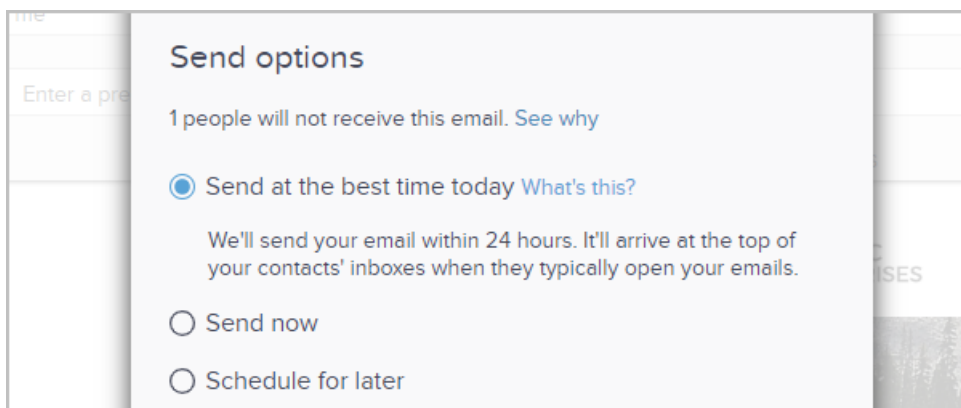 me
Send options
Enter a pre
1 people will not receive this email. See why
Send at the best time today What's this?
We'll send your email within 24 hours. It'll arrive at the top of
your contacts' inboxes when they typically open your emails.
C
ISES
Send now
Schedule for later